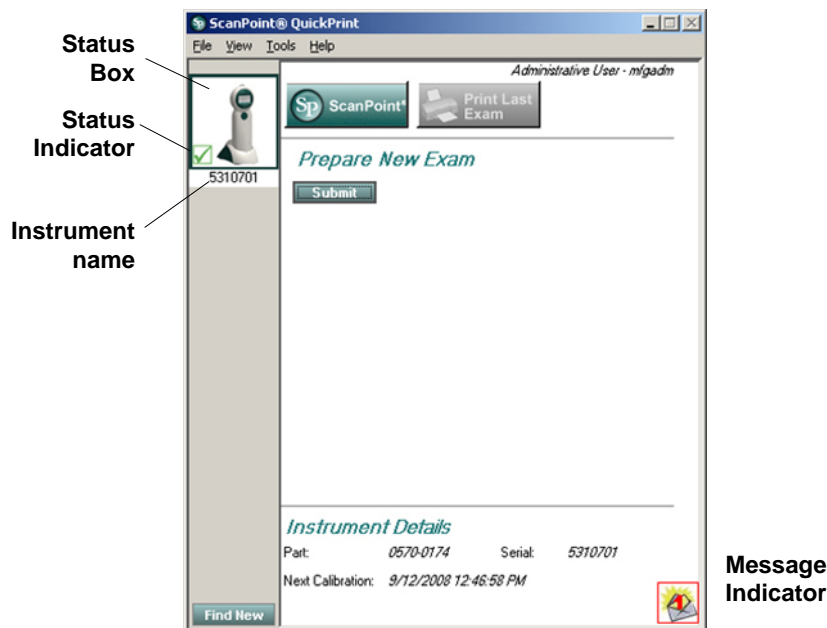 ScanPoint® QuickPrint
File View Tools Help
Status
Box
Status
Indicator
Instrument
name
5310701
Administrative User - mfgadm
Sp ScanPoint®
Print Last
Exam
Prepare New Exam
Submit
Instrument Details
Part: 0570-0174 Serial: 5310701
Next Calibration: 9/12/2008 12:46:58 PM
Find New
Message
Indicator